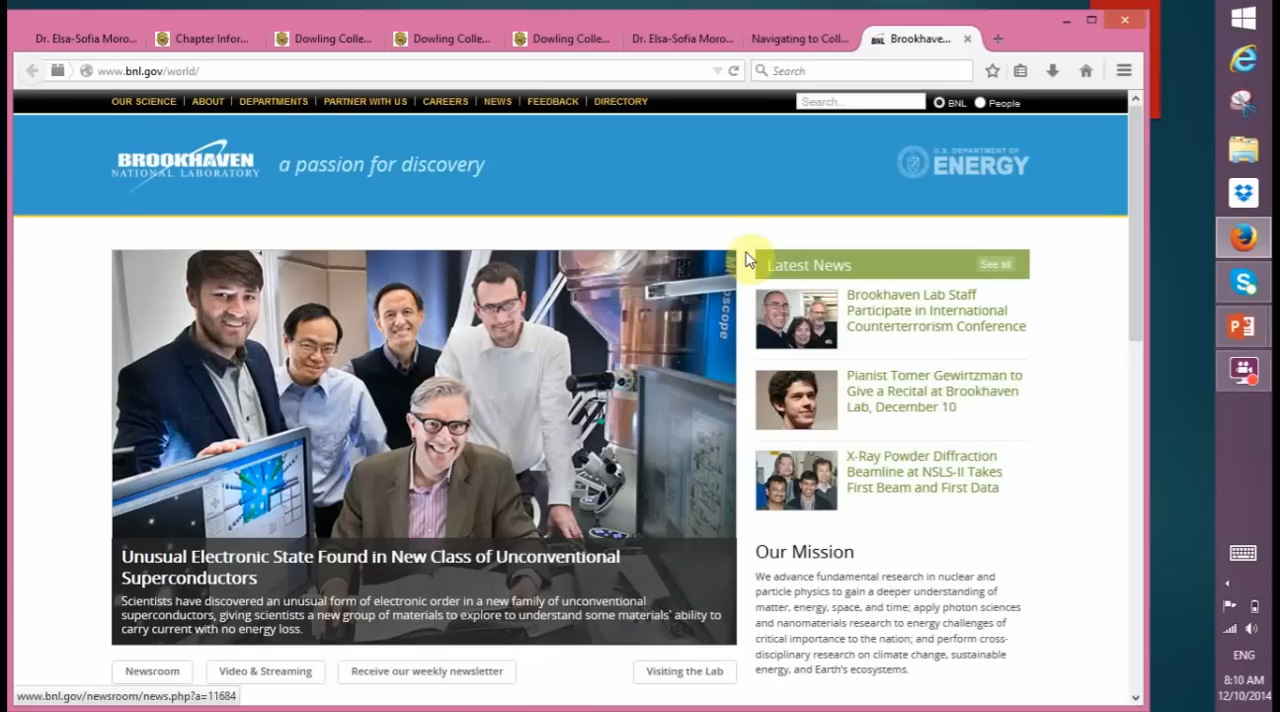 Dr. Elsa-Sofia Moro...
Chapter Infor...
Dowling Colle...
Dowling Colle...
Dowling Colle...
Dr. Elsa-Sofia Moro...
Navigating to Coll...
BNL Brookhave...
www.bnl.gov/world/
Search
OUR SCIENCE | ABOUT | DEPARTMENTS | PARTNER WITH US | CAREERS | NEWS | FEEDBACK | DIRECTORY
Search...
BNL
People
BROOKHAVEN
NATIONAL LABORATORY
a passion for discovery
U.S. DEPARTMENT OF
ENERGY
Latest News
See all
Brookhaven Lab Staff
Participate in International
Counterterrorism Conference
Pianist Tomer Gewirtzman to
Give a Recital at Brookhaven
Lab, December 10
X-Ray Powder Diffraction
Beamline at NSLS-II Takes
First Beam and First Data
Unusual Electronic State Found in New Class of Unconventional
Superconductors
Scientists have discovered an unusual form of electronic order in a new family of unconventional
superconductors, giving scientists a new group of materials to explore to understand some materials' ability to
carry current with no energy loss.
Our Mission
We advance fundamental research in nuclear and
particle physics to gain a deeper understanding of
matter, energy, space, and time; apply photon sciences
and nanomaterials research to energy challenges of
critical importance to the nation; and perform cross-
disciplinary research on climate change, sustainable
energy, and Earth's ecosystems.
Newsroom
Video & Streaming
Receive our weekly newsletter
Visiting the Lab
www.bnl.gov/newsroom/news.php?a=11684
ENG
8:10 AM
12/10/2014